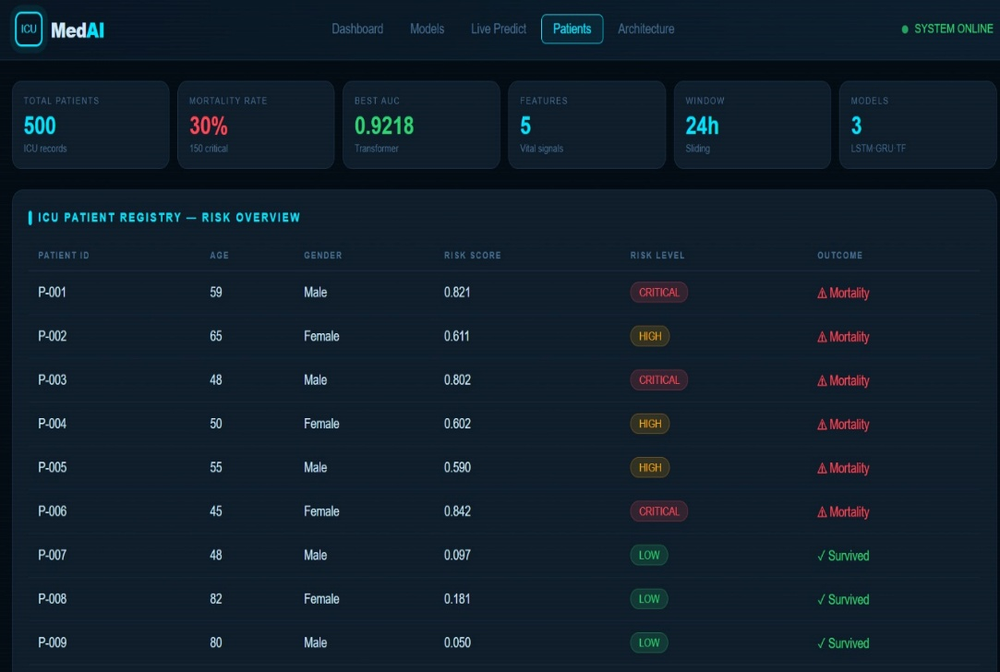 ICU MedAI Dashboard Models Live Predict Patients Architecture ● SYSTEM ONLINE
TOTAL PATIENTS MORTALITY RATE BEST AUC FEATURES WINDOW MODELS
500 30% 0.9218 5 24h 3
ICU records 150 critical Transformer Vital signals Sliding LSTM·GRU·TF
ICU PATIENT REGISTRY — RISK OVERVIEW
PATIENT ID AGE GENDER RISK SCORE RISK LEVEL OUTCOME
P-001 59 Male 0.821 CRITICAL ⚠ Mortality
P-002 65 Female 0.611 HIGH ⚠ Mortality
P-003 48 Male 0.802 CRITICAL ⚠ Mortality
P-004 50 Female 0.602 HIGH ⚠ Mortality
P-005 55 Male 0.590 HIGH ⚠ Mortality
P-006 45 Female 0.842 CRITICAL ⚠ Mortality
P-007 48 Male 0.097 LOW ✓ Survived
P-008 82 Female 0.181 LOW ✓ Survived
P-009 80 Male 0.050 LOW ✓ Survived